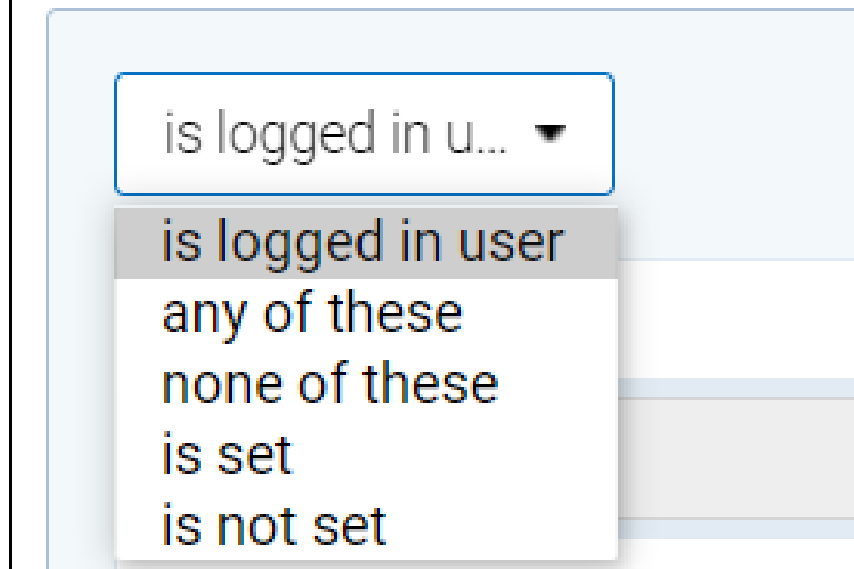 is logged in u...
is logged in user
any of these
none of these
is set
is not set